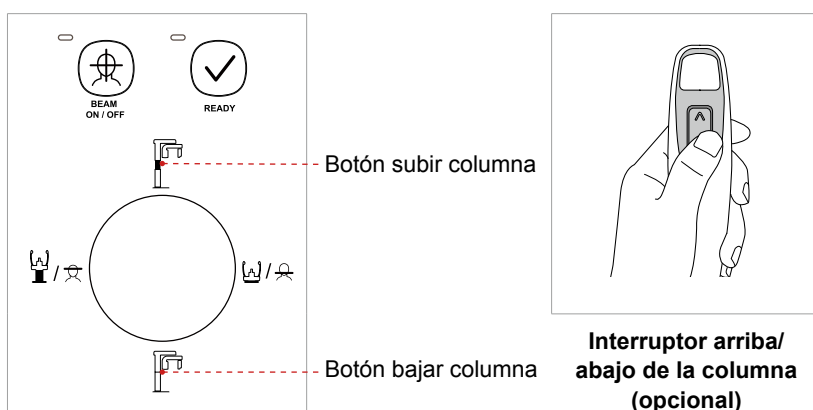 BEAM
ON / OFF
READY
Botón subir columna
/
/
Botón bajar columna
Interruptor arriba/
abajo de la columna
(opcional)